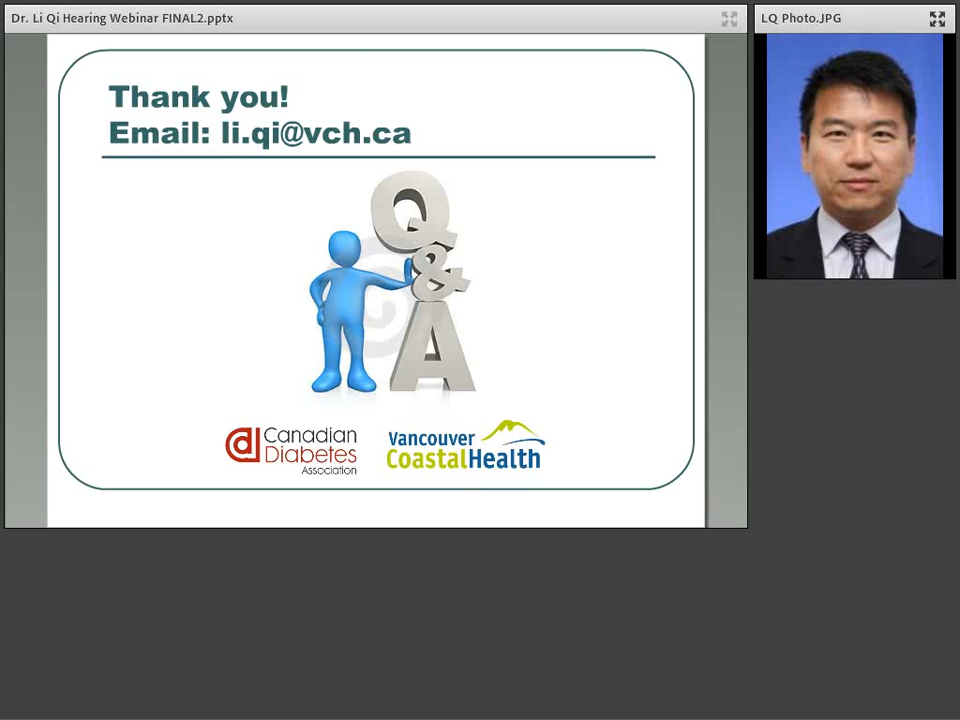 Dr. Li Qi Hearing Webinar FINAL2.pptx
LQ Photo.JPG
Thank you!
Email: li.qi@vch.ca
Q
&
A
Canadian
Diabetes
Association
Vancouver
CoastalHealth